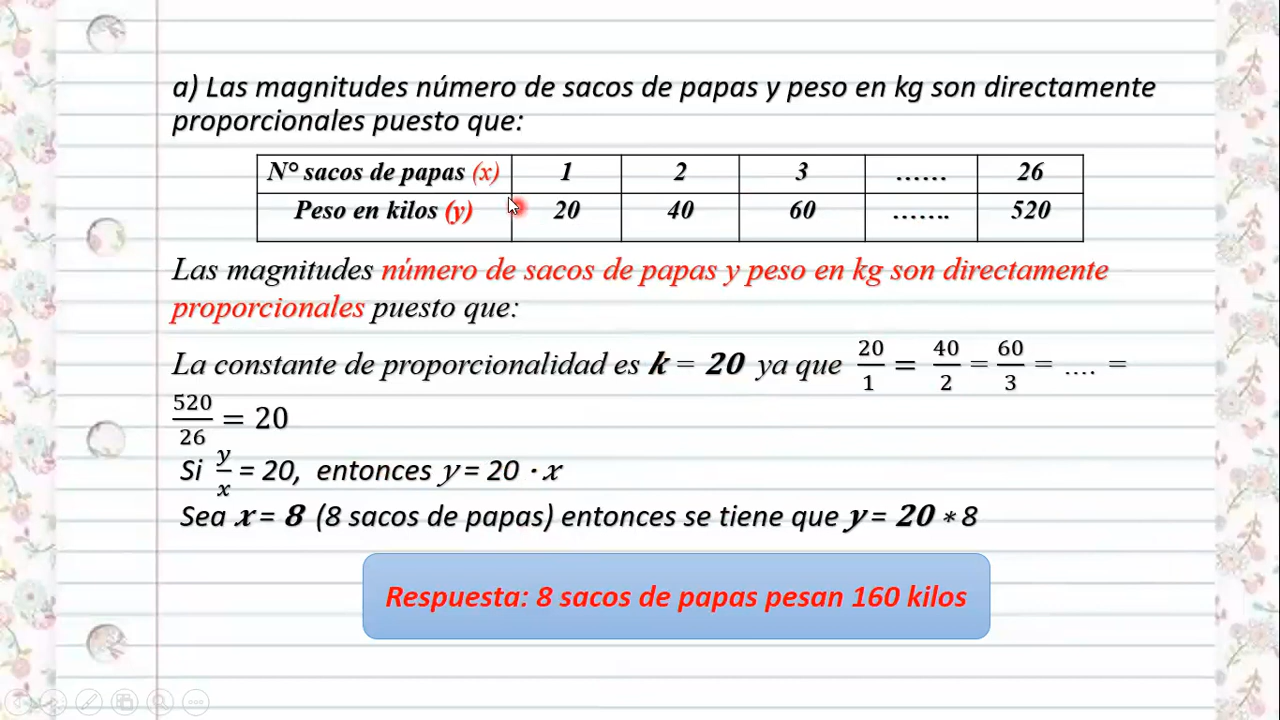 a) Las magnitudes número de sacos de papas y peso en kg son directamente
proporcionales puesto que:
N° sacos de papas (x) 1 2 3 ...... 26
Peso en kilos (y) 20 40 60 ....... 520
Las magnitudes número de sacos de papas y peso en kg son directamente
proporcionales puesto que:
La constante de proporcionalidad es k = 20 ya que 20/1 = 40/2 = 60/3 = .... =
520/26 = 20
Si y/x = 20, entonces y = 20 · x
Sea x = 8 (8 sacos de papas) entonces se tiene que y = 20 * 8
Respuesta: 8 sacos de papas pesan 160 kilos